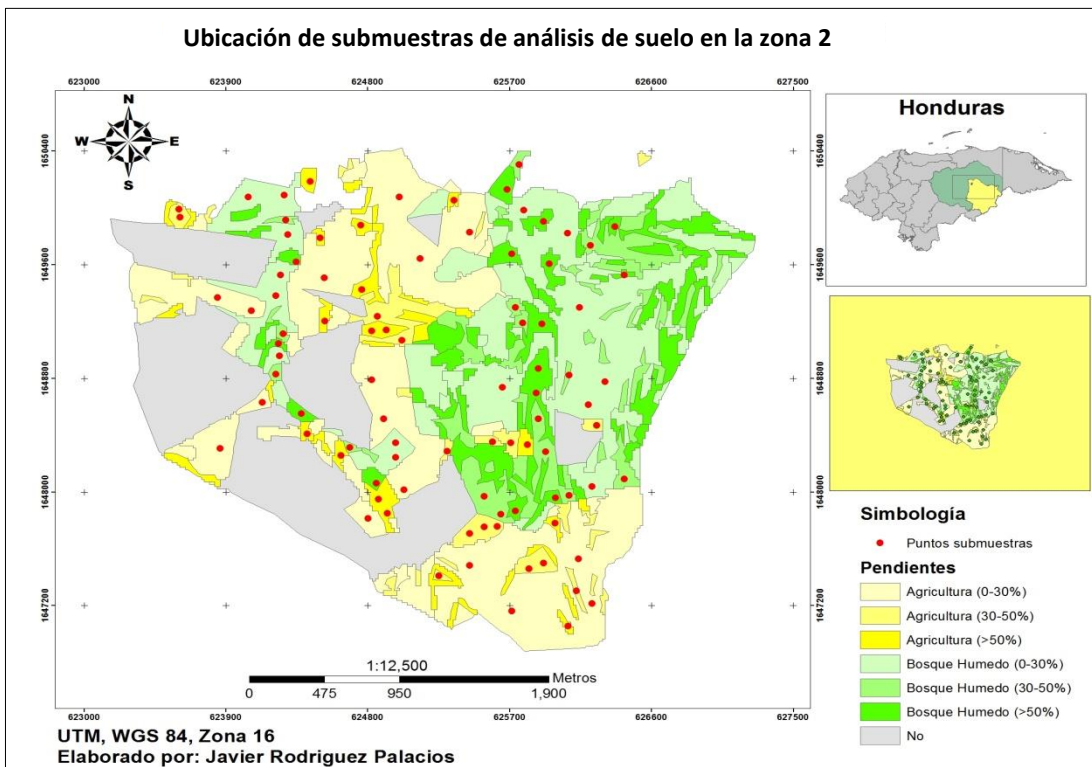 Ubicación de submuestras de análisis de suelo en la zona 2
623000 623900 624800 625700 626600 627500
N
W E
S
1650400 1650400
1649600 1649600
1648800 1648800
1648000 1648000
1647200 1647200
1:12,500
Metros
0 475 950 1,900
623000 623900 624800 625700 626600 627500
UTM, WGS 84, Zona 16
Elaborado por: Javier Rodriguez Palacios
Honduras
Simbología
Puntos submuestras
Pendientes
Agricultura (0-30%)
Agricultura (30-50%)
Agricultura (>50%)
Bosque Humedo (0-30%)
Bosque Humedo (30-50%)
Bosque Humedo (>50%)
No